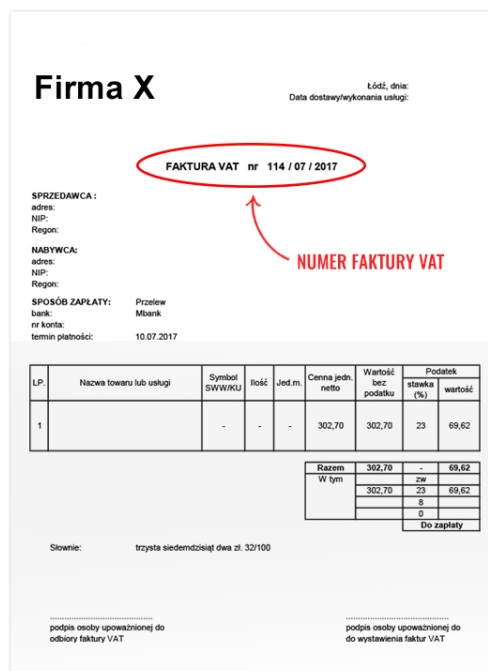 Firma X
Łódź, dnia:
Data dostawy/wykonania usługi:
FAKTURA VAT nr 114 / 07 / 2017
NUMER FAKTURY VAT
SPRZEDAWCA :
adres:
NIP:
Regon:
NABYWCA:
adres:
NIP:
Regon:
SPOSÓB ZAPŁATY: Przelew
bank: Mbank
nr konta:
termin płatności: 10.07.2017
LP. Nazwa towaru lub usługi Symbol SWW/KU Ilość Jed.m. Cenna jedn. netto Wartość bez podatku Podatek
stawka (%) wartość
1 - - - 302,70 302,70 23 69,62
Razem 302,70 - 69,62
W tym zw
302,70 23 69,62
8
0
Do zapłaty
Słownie: trzysta siedemdzisiąt dwa zł. 32/100
podpis osoby upoważnionej do podpis osoby upoważnionej do
odbiory faktury VAT do wystawienia faktur VAT